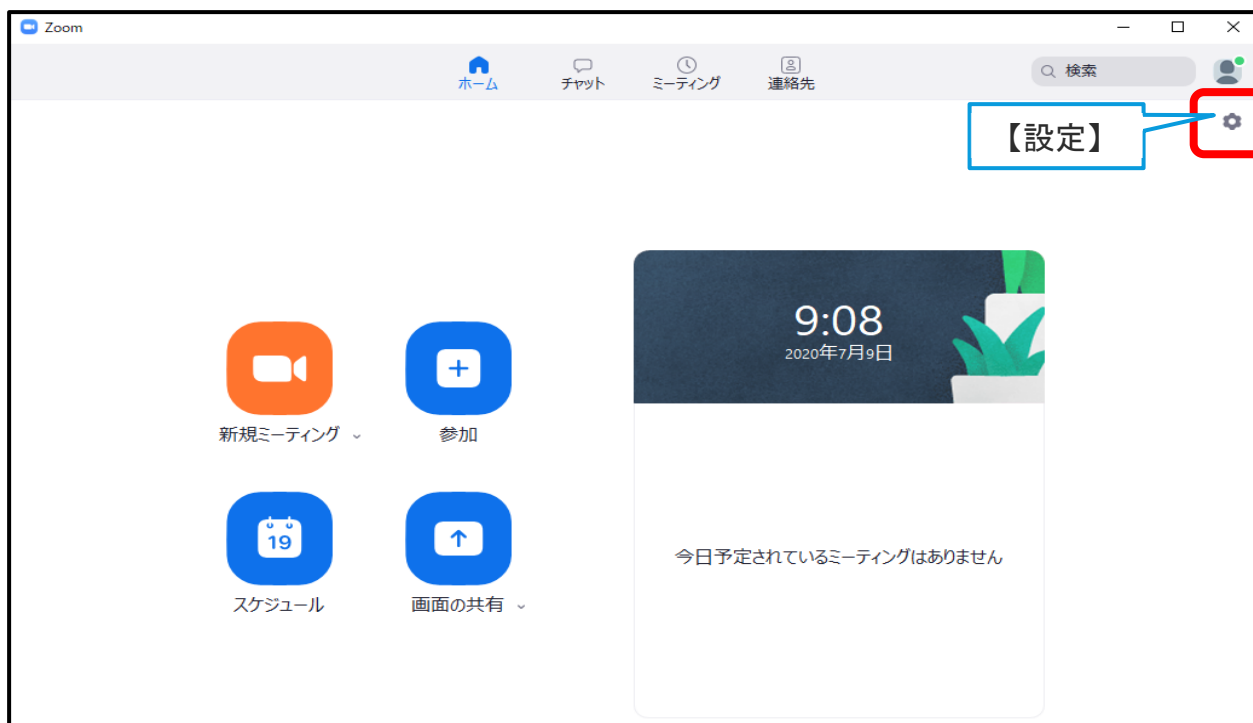 Zoom
ホーム
チャット
ミーティング
連絡先
検索
【設定】
9:08
2020年7月9日
新規ミーティング
参加
19
スケジュール
画面の共有
今日予定されているミーティングはありません